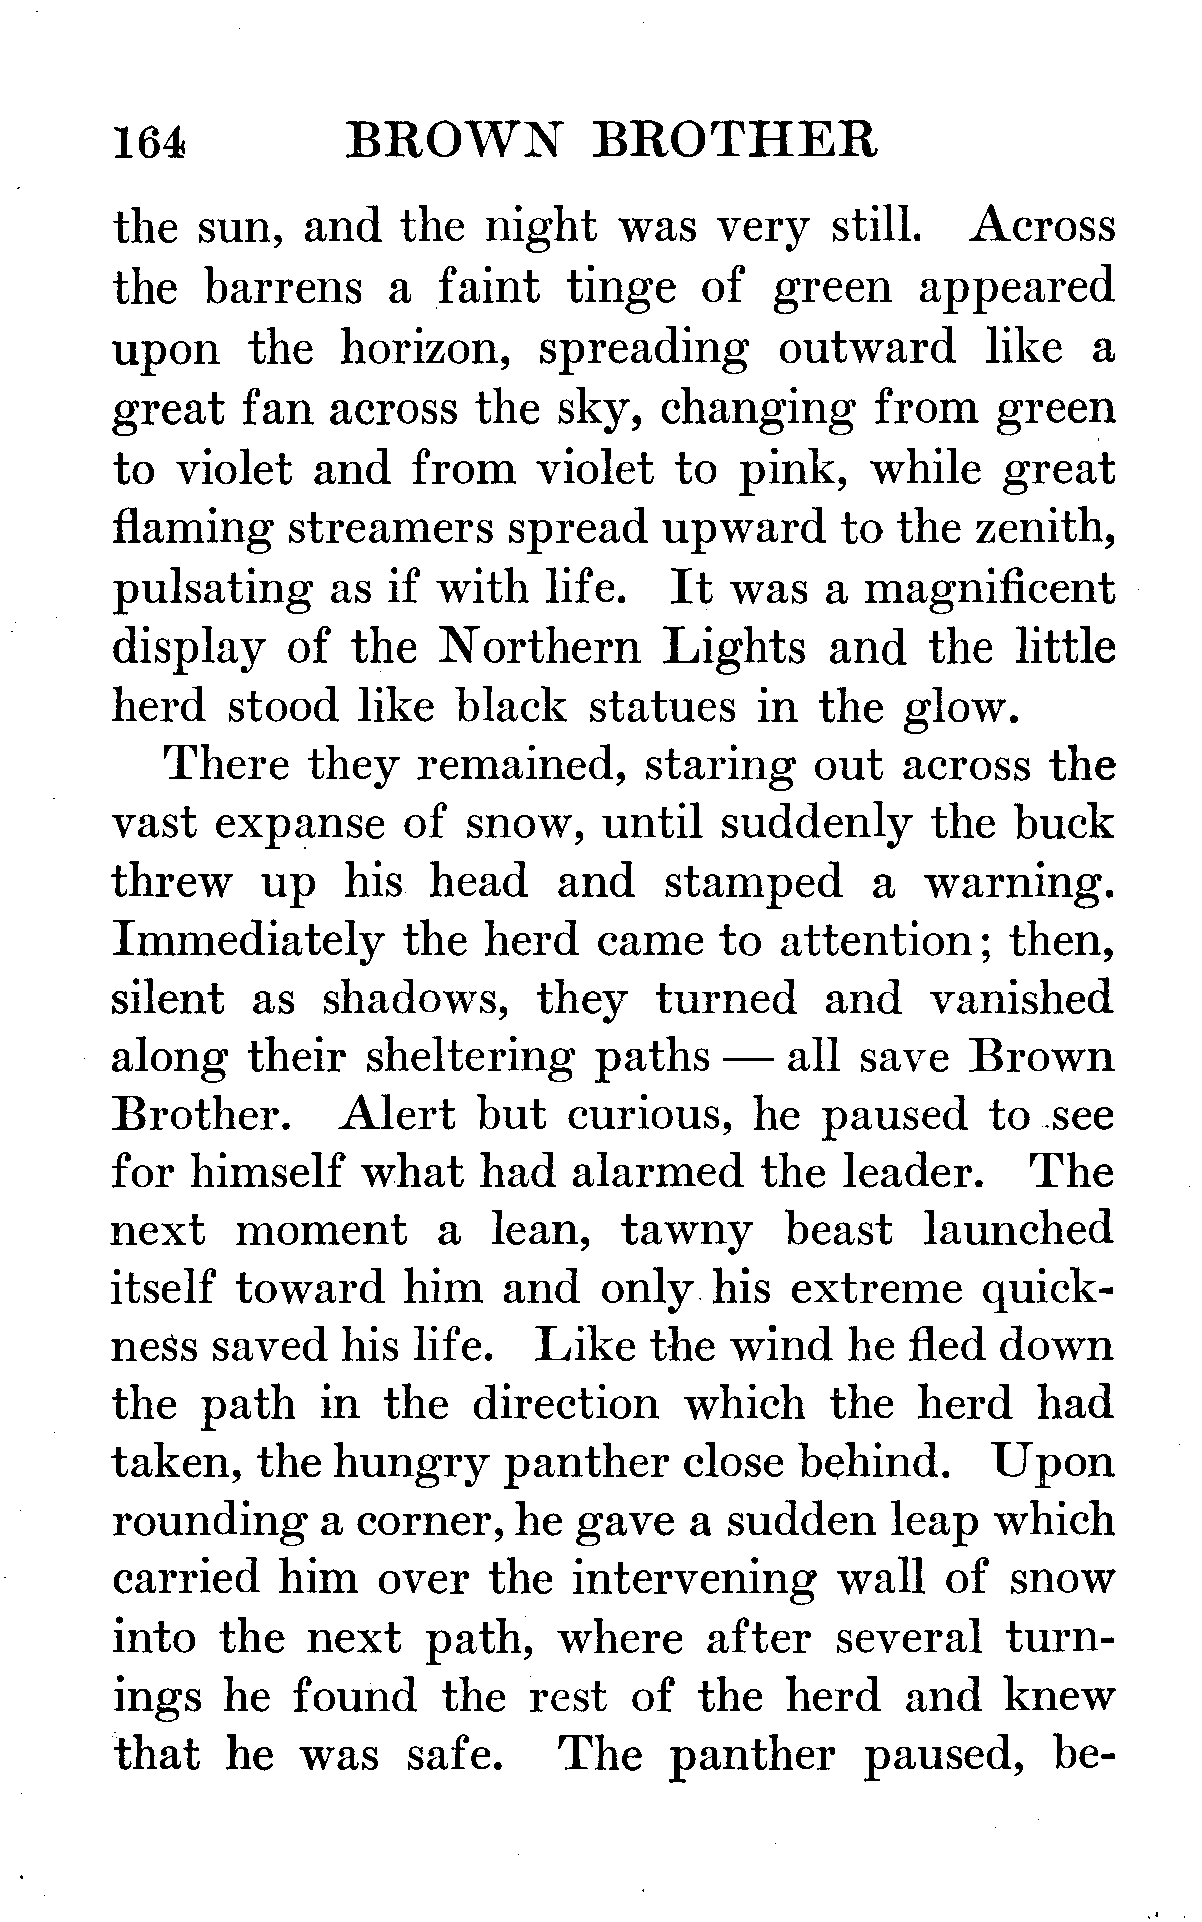 164 BROWN BROTHER
the sun, and the night was very still. Across
the barrens a faint tinge of green appeared
upon the horizon, spreading outward like a
great fan across the sky, changing from green
to violet and from violet to pink, while great
flaming streamers spread upward to the zenith,
pulsating as if with life. It was a magnificent
display of the Northern Lights and the little
herd stood like black statues in the glow.
There they remained, staring out across the
vast expanse of snow, until suddenly the buck
threw up his head and stamped a warning.
Immediately the herd came to attention; then,
silent as shadows, they turned and vanished
along their sheltering paths — all save Brown
Brother. Alert but curious, he paused to see
for himself what had alarmed the leader. The
next moment a lean, tawny beast launched
itself toward him and only his extreme quick-
ness saved his life. Like the wind he fled down
the path in the direction which the herd had
taken, the hungry panther close behind. Upon
rounding a corner, he gave a sudden leap which
carried him over the intervening wall of snow
into the next path, where after several turn-
ings he found the rest of the herd and knew
that he was safe. The panther paused, be-